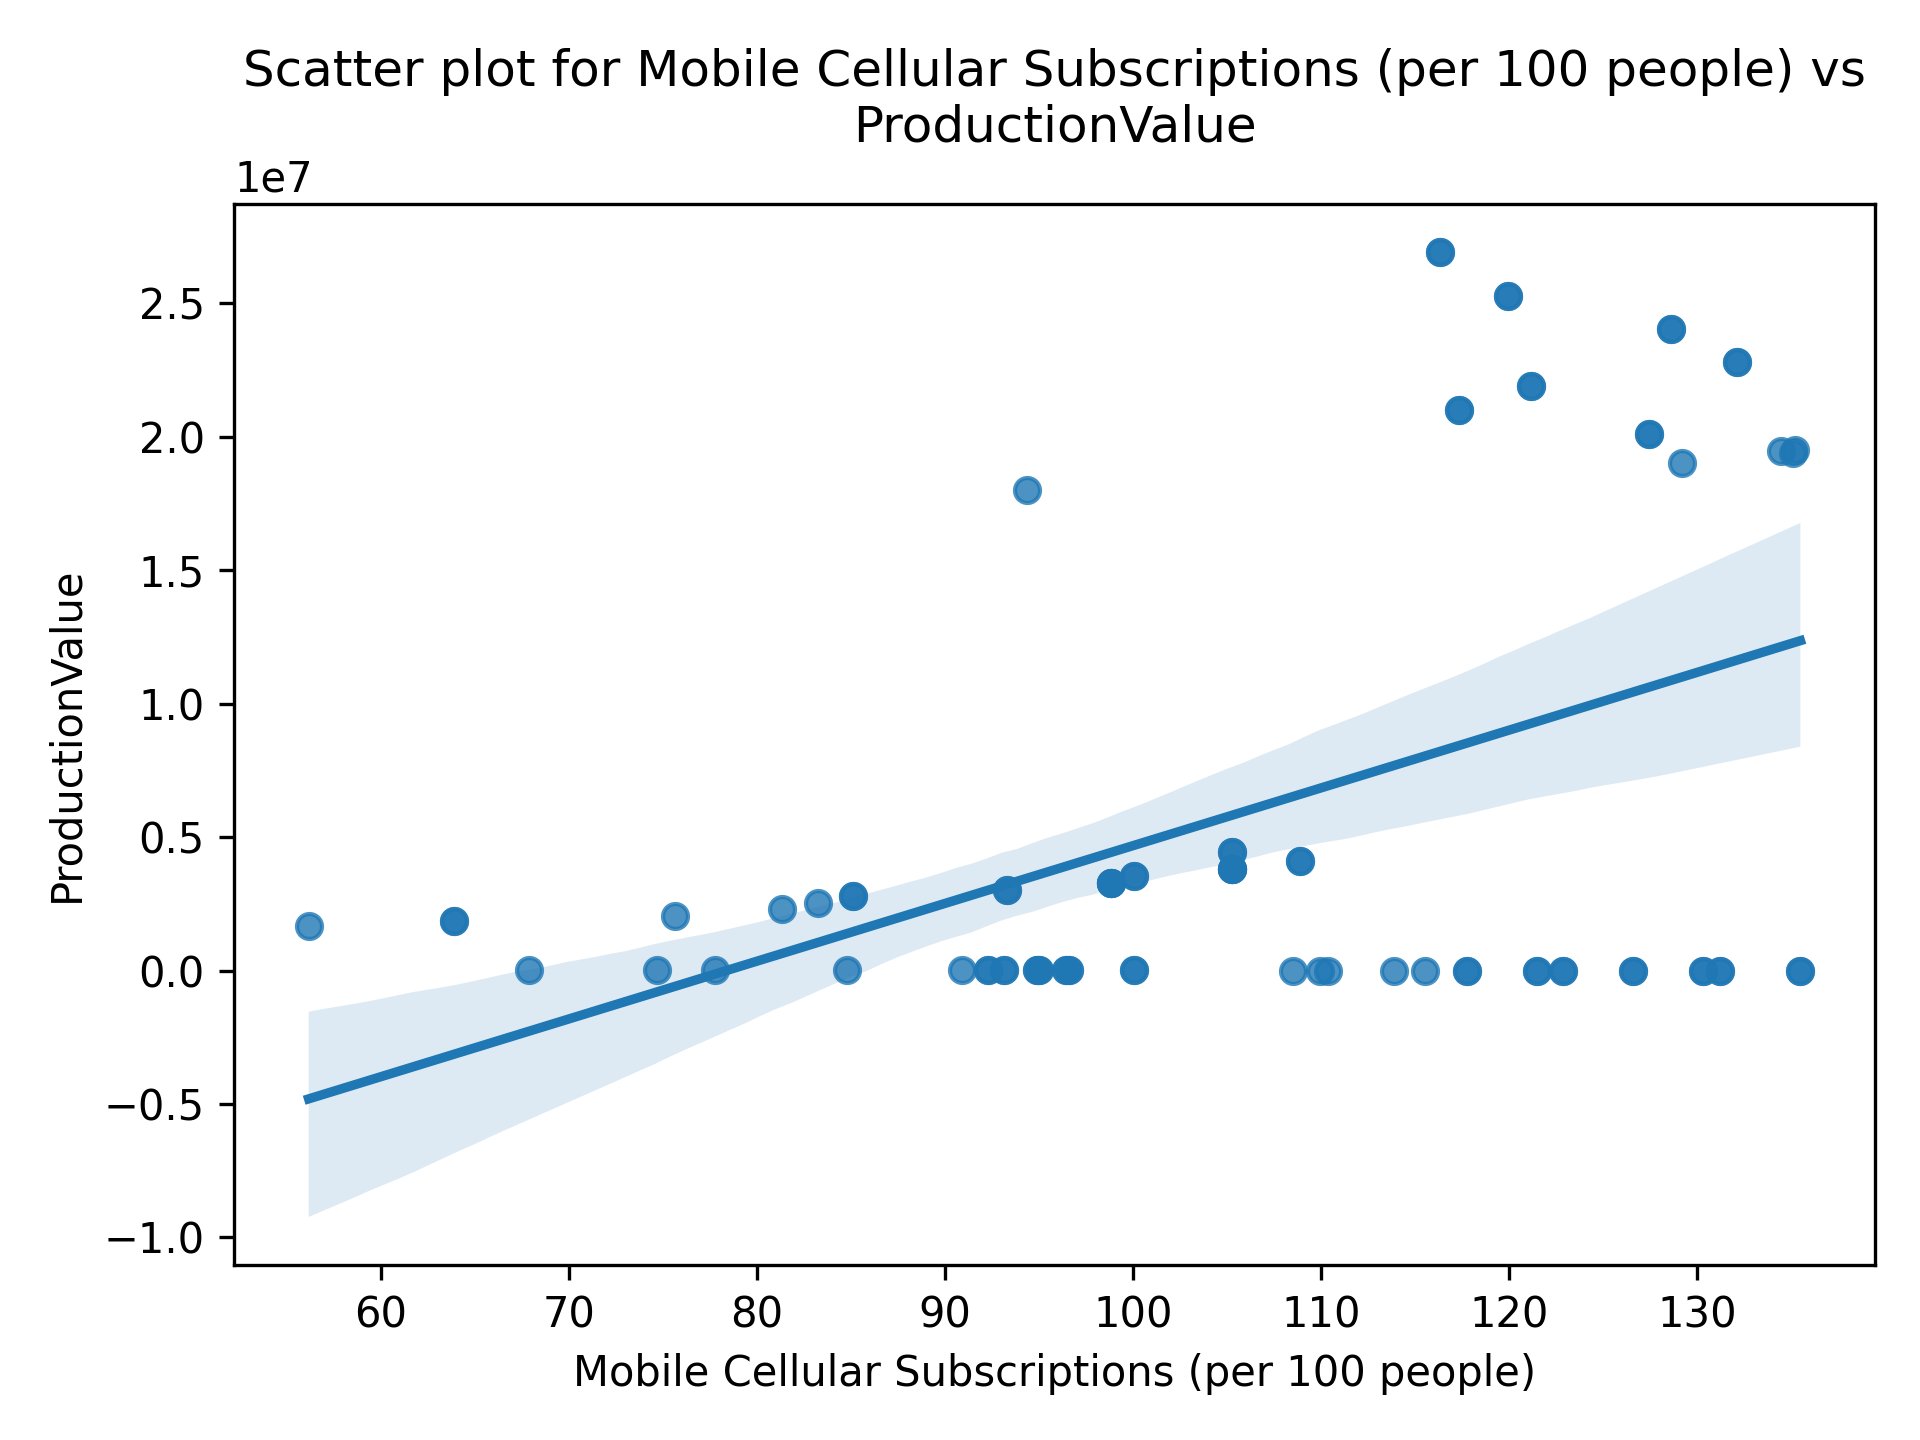 Scatter plot for Mobile Cellular Subscriptions (per 100 people) vs
ProductionValue
1e7
2.5
2.0
1.5
1.0
0.5
0.0
−0.5
−1.0
ProductionValue
60 70 80 90 100 110 120 130
Mobile Cellular Subscriptions (per 100 people)